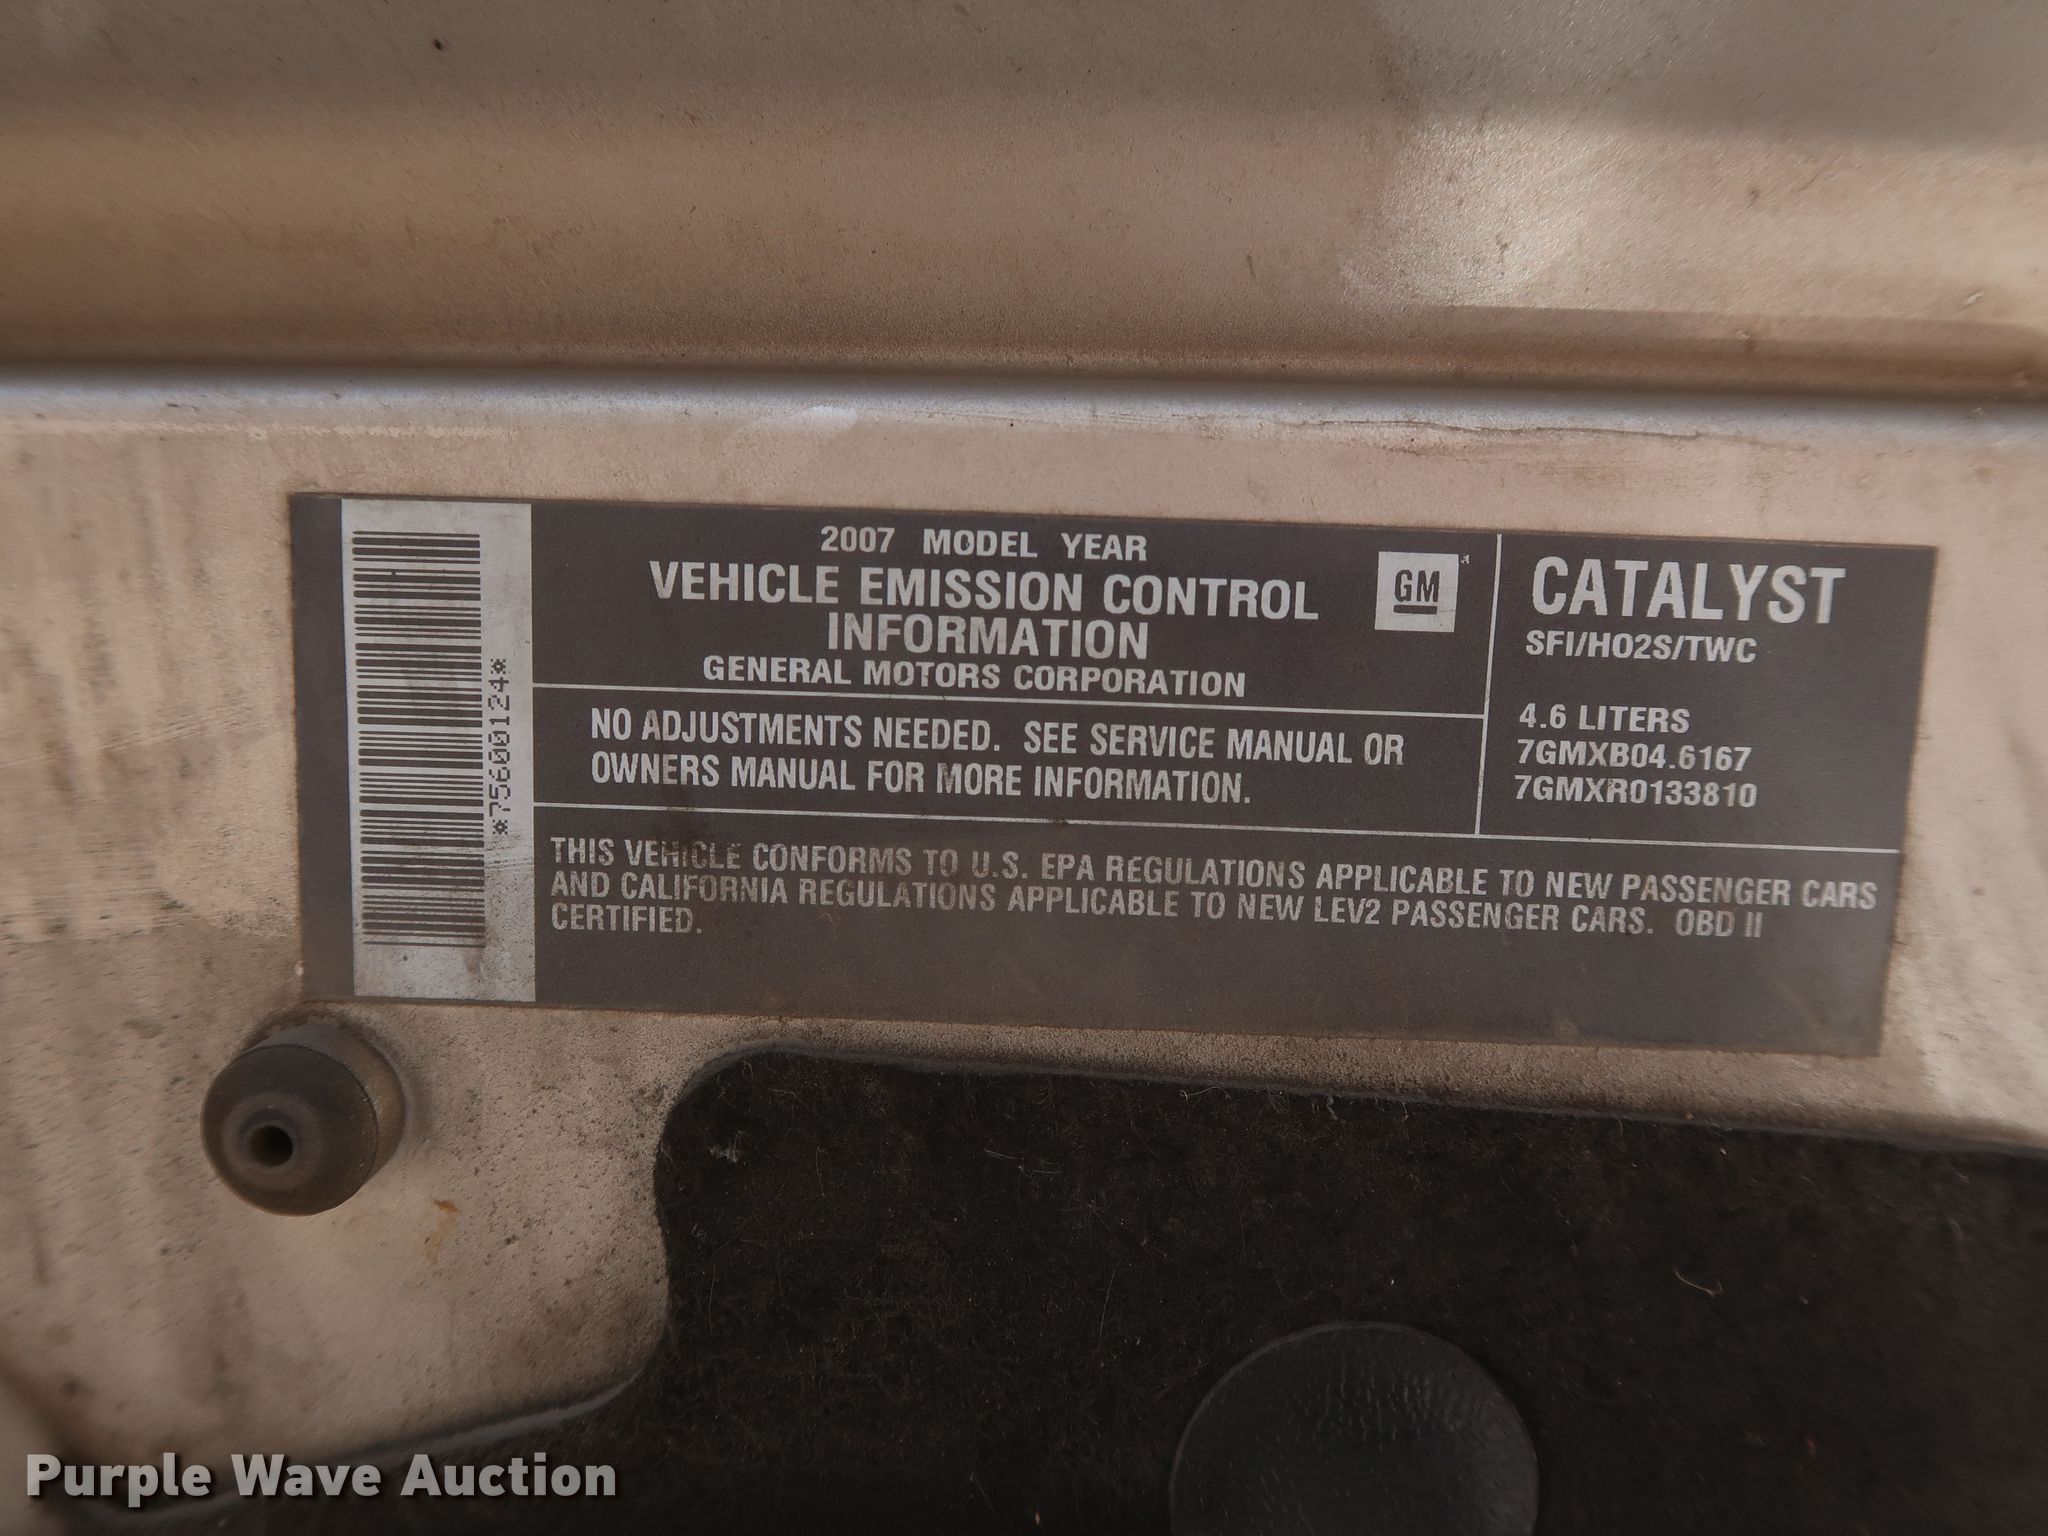 2007 MODEL YEAR
VEHICLE EMISSION CONTROL
INFORMATION
GENERAL MOTORS CORPORATION
GM
NO ADJUSTMENTS NEEDED. SEE SERVICE MANUAL OR
OWNERS MANUAL FOR MORE INFORMATION.
CATALYST
SFI/HO2S/TWC
4.6 LITERS
7GMXB04.6167
7GMXR0133810
THIS VEHICLE CONFORMS TO U.S. EPA REGULATIONS APPLICABLE TO NEW PASSENGER CARS
AND CALIFORNIA REGULATIONS APPLICABLE TO NEW LEV2 PASSENGER CARS. OBD II
CERTIFIED.
*75600124*
Purple Wave Auction